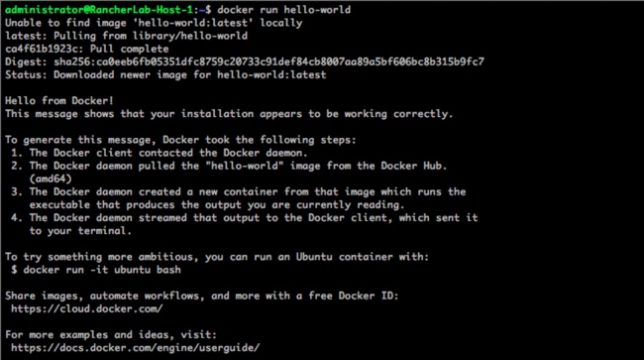 administrator@RancherLab-Host-1:~$ docker run hello-world
Unable to find image 'hello-world:latest' locally
latest: Pulling from library/hello-world
ca4f61b1923c: Pull complete
Digest: sha256:ca0eeb6fb05351dfc8759c20733c91def84cb8007aa89a5bf606bc8b315b9fc7
Status: Downloaded newer image for hello-world:latest
Hello from Docker!
This message shows that your installation appears to be working correctly.
To generate this message, Docker took the following steps:
1. The Docker client contacted the Docker daemon.
2. The Docker daemon pulled the "hello-world" image from the Docker Hub.
(amd64)
3. The Docker daemon created a new container from that image which runs the
executable that produces the output you are currently reading.
4. The Docker daemon streamed that output to the Docker client, which sent it
to your terminal.
To try something more ambitious, you can run an Ubuntu container with:
$ docker run -it ubuntu bash
Share images, automate workflows, and more with a free Docker ID:
https://cloud.docker.com/
For more examples and ideas, visit:
https://docs.docker.com/engine/userguide/